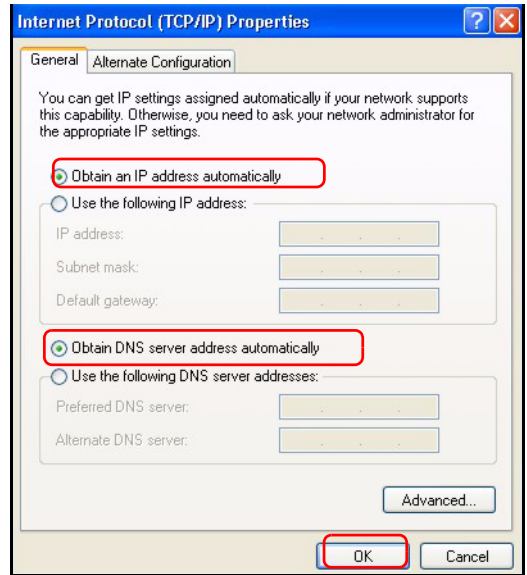 Internet Protocol (TCP/IP) Properties
General
Alternate Configuration
You can get IP settings assigned automatically if your network supports
this capability. Otherwise, you need to ask your network administrator for
the appropriate IP settings.
Obtain an IP address automatically
Use the following IP address:
IP address:
Subnet mask:
Default gateway:
Obtain DNS server address automatically
Use the following DNS server addresses:
Preferred DNS server:
Alternate DNS server:
Advanced...
OK
Cancel